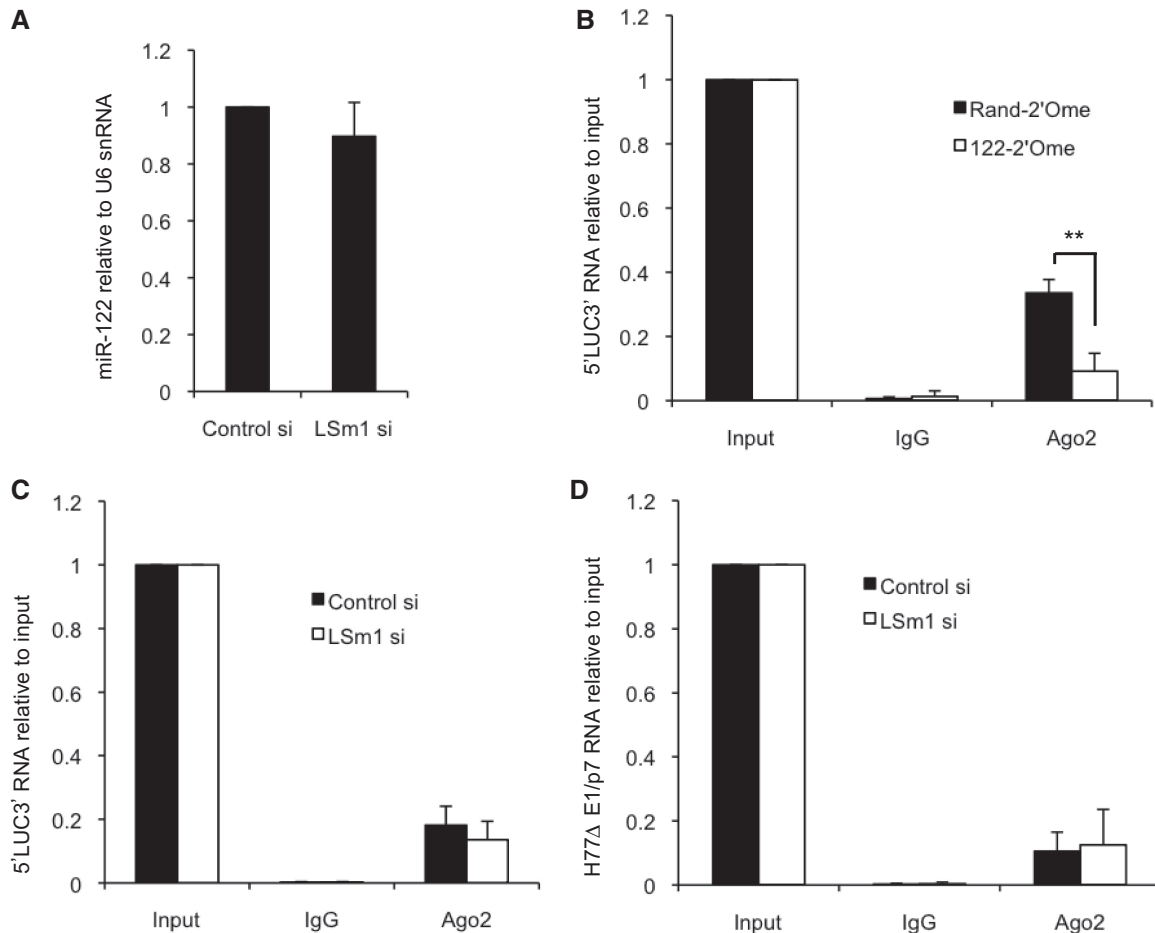 A
miR-122 relative to U6 snRNA
1.2
1
0.8
0.6
0.4
0.2
0
Control si LSm1 si
B
5'LUC3' RNA relative to input
1.2
1
0.8
0.6
0.4
0.2
0
Rand-2'Ome
122-2'Ome
**
Input IgG Ago2
C
5'LUC3' RNA relative to input
1.2
1
0.8
0.6
0.4
0.2
0
Control si
LSm1 si
Input IgG Ago2
D
H77Δ E1/p7 RNA relative to input
1.2
1
0.8
0.6
0.4
0.2
0
Control si
LSm1 si
Input IgG Ago2